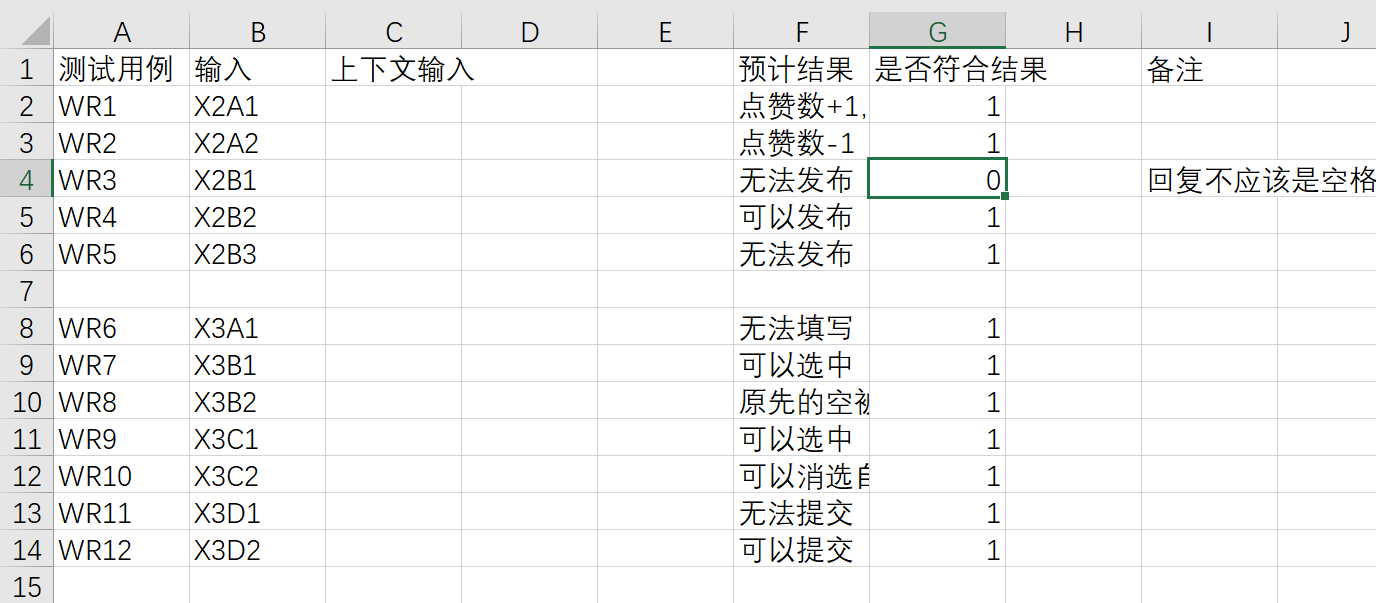 A B C D E F G H I J
1 测试用例 输入 上下文输入 预计结果 是否符合结果 备注
2 WR1 X2A1 点赞数+1, 1
3 WR2 X2A2 点赞数-1 1
4 WR3 X2B1 无法发布 0 回复不应该是空格
5 WR4 X2B2 可以发布 1
6 WR5 X2B3 无法发布 1
7
8 WR6 X3A1 无法填写 1
9 WR7 X3B1 可以选中 1
10 WR8 X3B2 原先的空被 1
11 WR9 X3C1 可以选中 1
12 WR10 X3C2 可以消选 1
13 WR11 X3D1 无法提交 1
14 WR12 X3D2 可以提交 1
15